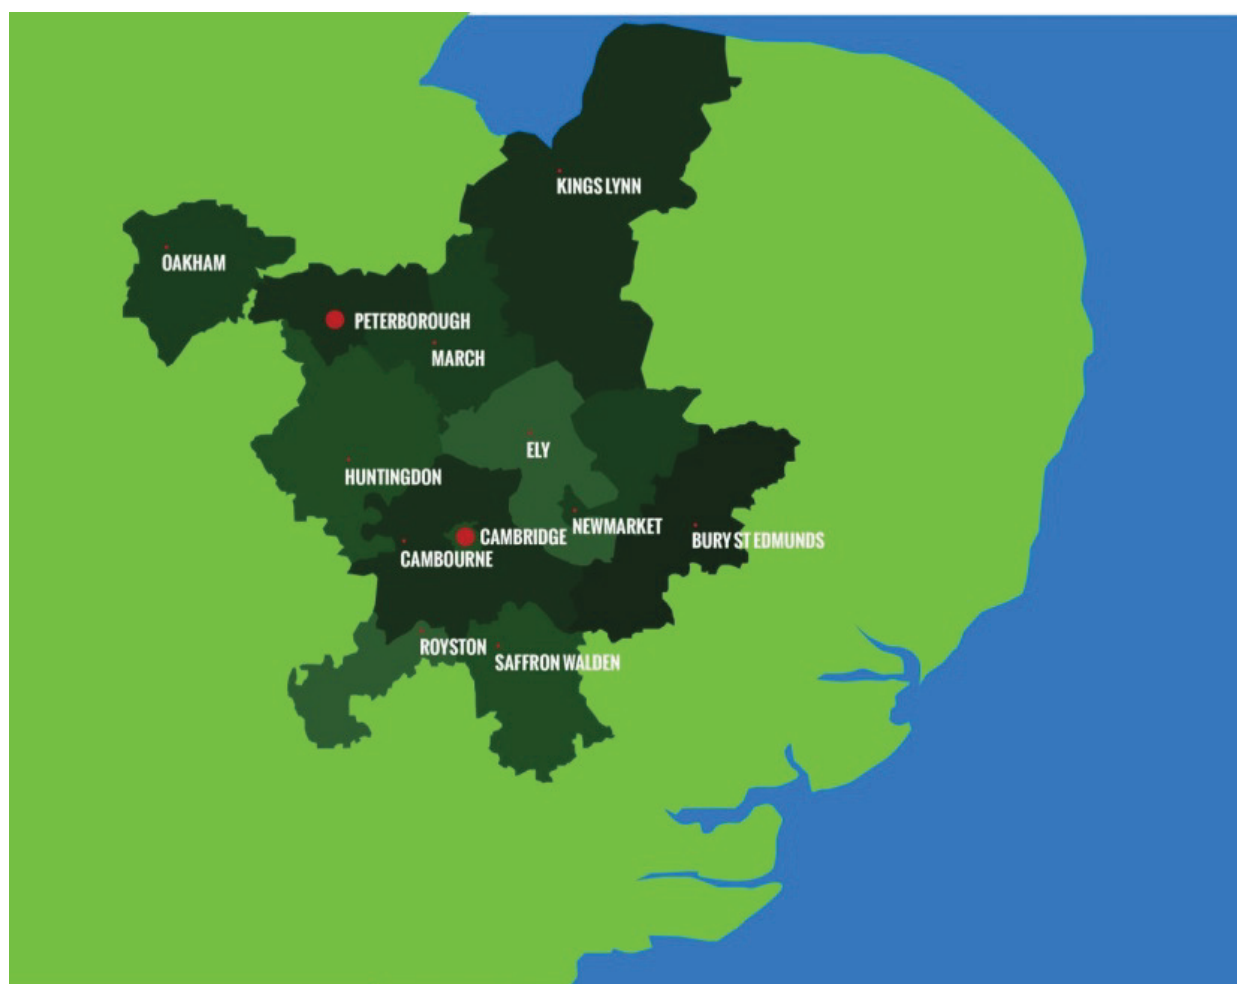 KINGS LYNN
OAKHAM
PETERBOROUGH
MARCH
ELY
HUNTINGDON
NEWMARKET
CAMBRIDGE
BURY ST EDMUNDS
CAMBOURNE
ROYSTON
SAFFRON WALDEN